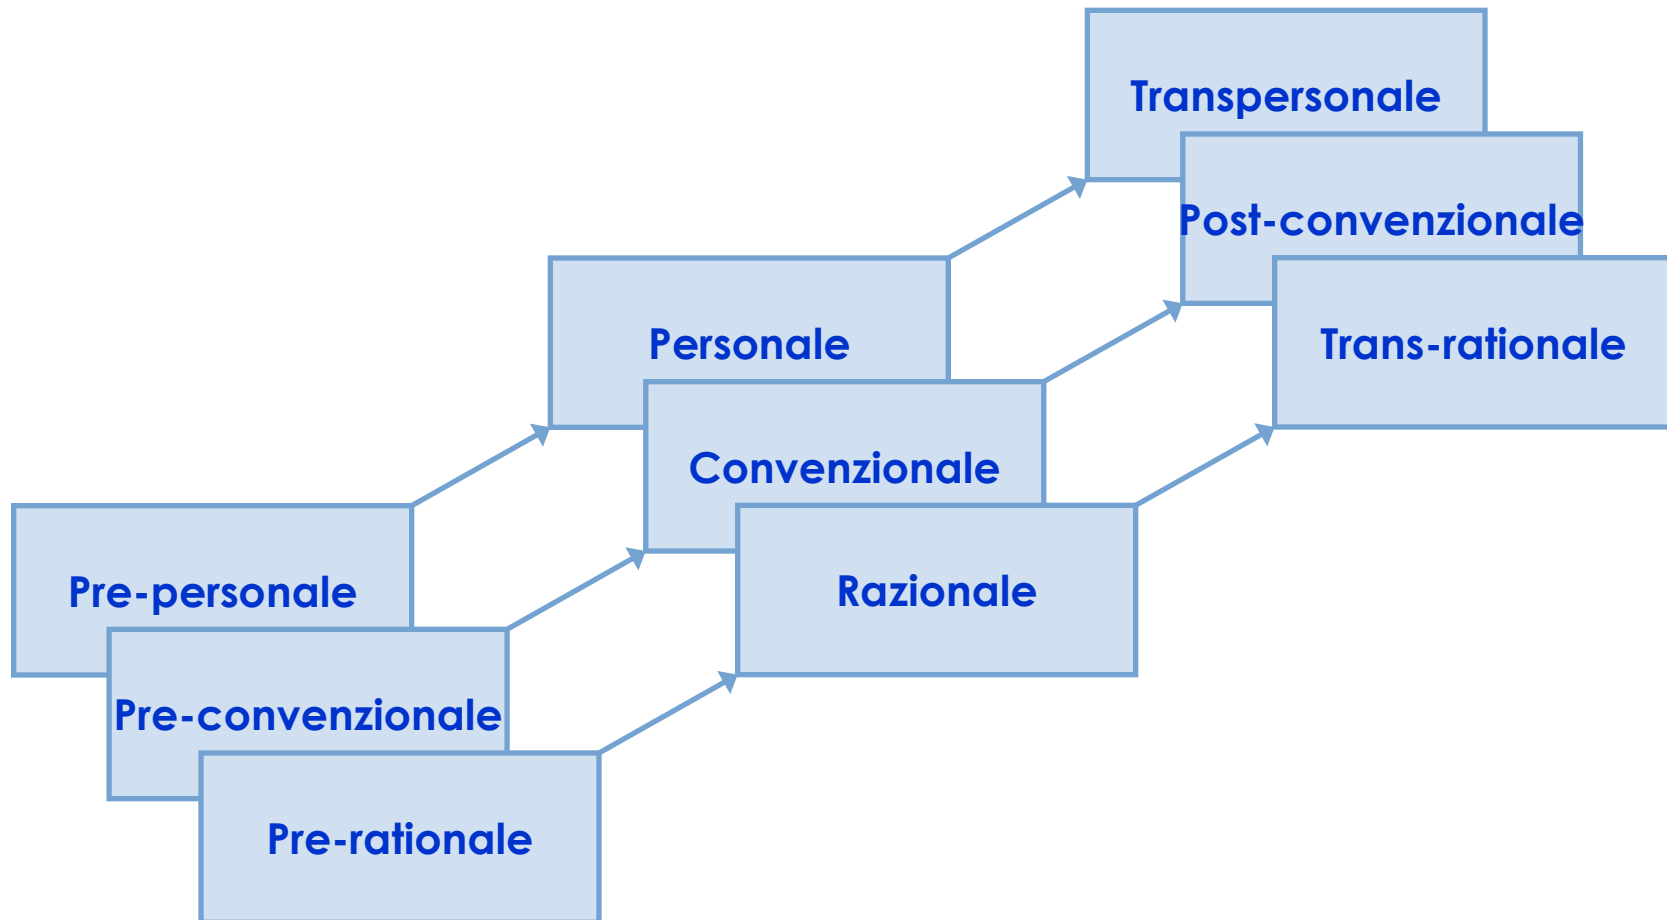 Transpersonale
Post-convenzionale
Trans-rationale
Personale
Convenzionale
Razionale
Pre-personale
Pre-convenzionale
Pre-rationale